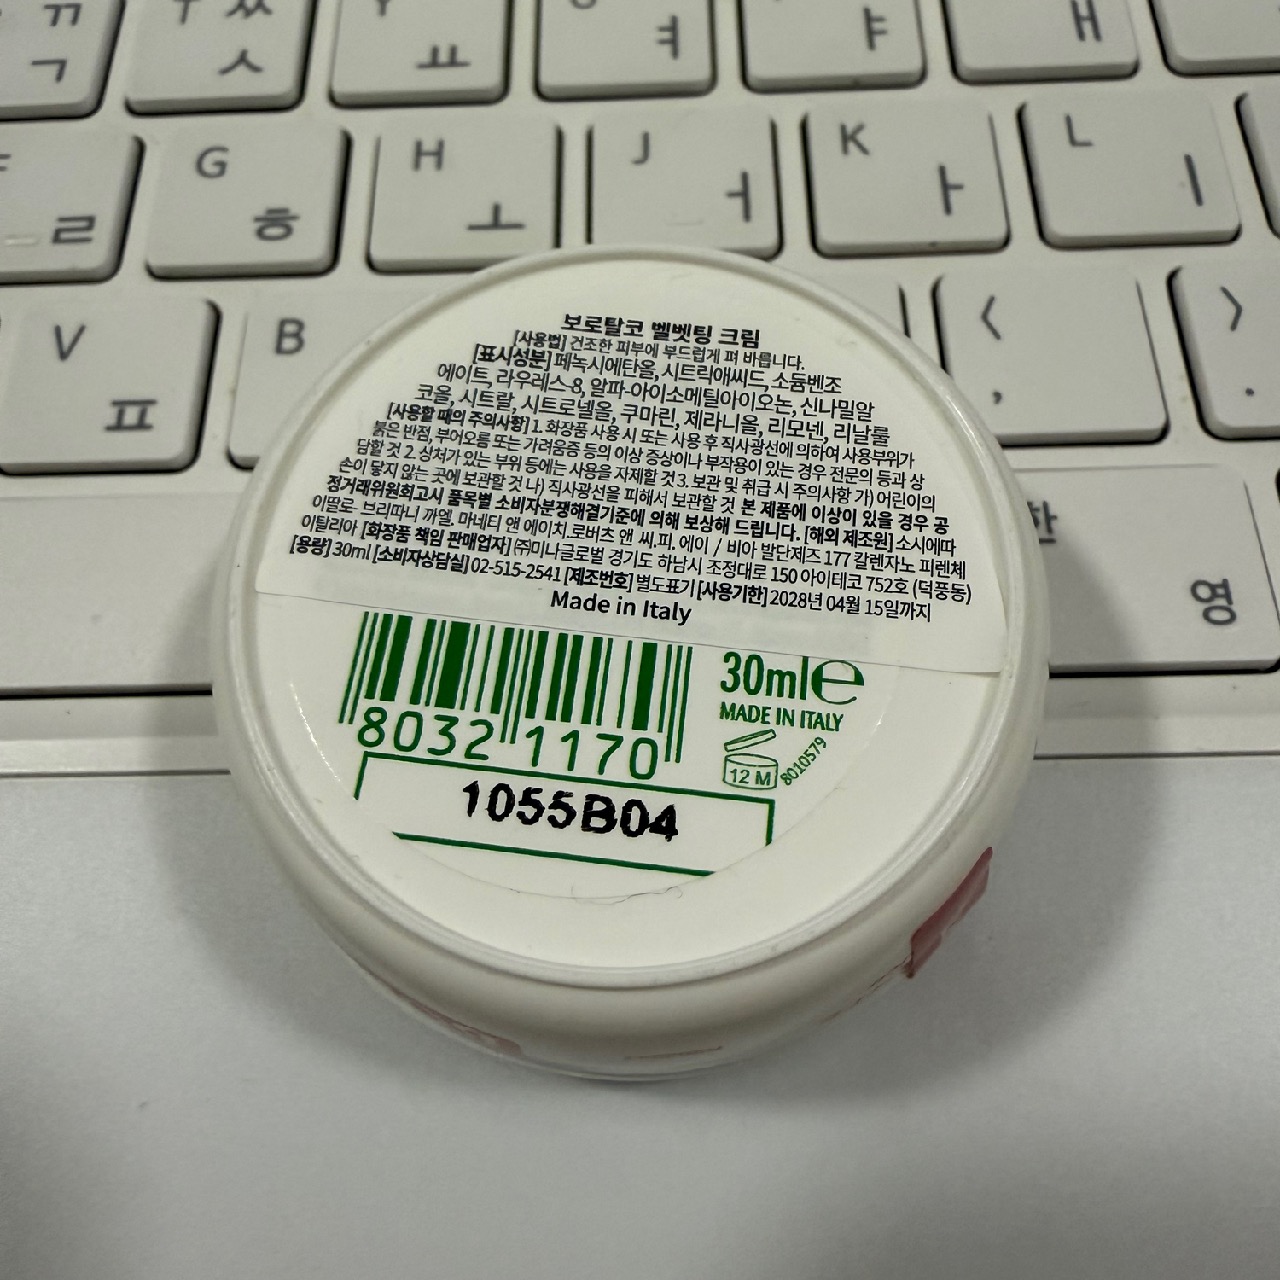 ㄲ
ㄱ
ㅆ
ㅅ
ㅛ
ㅕ
ㅑ
ㅐ
ㄹ
G
ㅎ
H
ㅗ
J
ㅓ
K
ㅏ
L
ㅣ
V
ㅍ
B
<
,
>
.
한
영
보로탈코 벨벳팅 크림
[사용법] 건조한 피부에 부드럽게 펴 바릅니다.
[표시성분] 페녹시에탄올, 시트릭애씨드, 소듐벤조
에이트, 라우레스-8, 알파-아이소메틸아이오논, 신나밀알
코올, 시트랄, 시트로넬올, 쿠마린, 제라니올, 리모넨, 리날룰
[사용할 때의 주의사항] 1. 화장품 사용 시 또는 사용 후 직사광선에 의하여 사용부위가
붉은 반점, 부어오름 또는 가려움증 등의 이상 증상이나 부작용이 있는 경우 전문의 등과 상
담할 것 2. 상처가 있는 부위 등에는 사용을 자제할 것 3. 보관 및 취급 시 주의사항 가) 어린이의
손이 닿지 않는 곳에 보관할 것 나) 직사광선을 피해서 보관할 것 본 제품에 이상이 있을 경우 공
정거래위원회고시 품목별 소비자분쟁해결기준에 의해 보상해 드립니다. [해외 제조원] 소시에따
이딸로- 브리따니 까엘. 마네티 앤 에이치.로버츠 앤 씨.피. 에이 / 비아 발단제즈 177 칼렌자노 피렌체
이탈리아 [화장품 책임 판매업자] ㈜미나글로벌 경기도 하남시 조정대로 150 아이테코 752호 (덕풍동)
[용량] 30ml [소비자상담실] 02-515-2541 [제조번호] 별도표기 [사용기한] 2028년 04월 15일까지
Made in Italy
30ml℮
MADE IN ITALY
8032 1170
12 M
8010579
1055B04